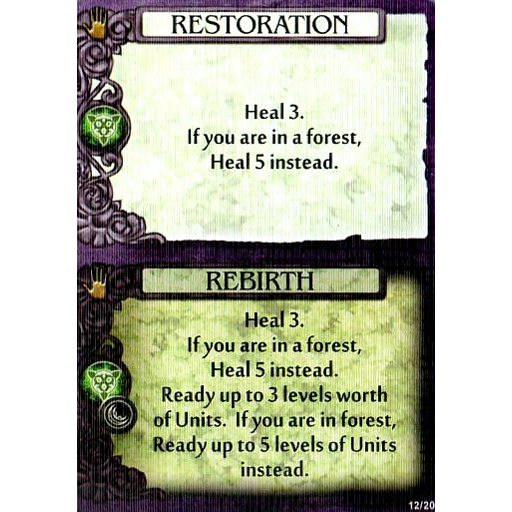 RESTORATION
Heal 3.
If you are in a forest,
Heal 5 instead.
REBIRTH
Heal 3.
If you are in a forest,
Heal 5 instead.
Ready up to 3 levels worth
of Units. If you are in forest,
Ready up to 5 levels of Units
instead.
12/20